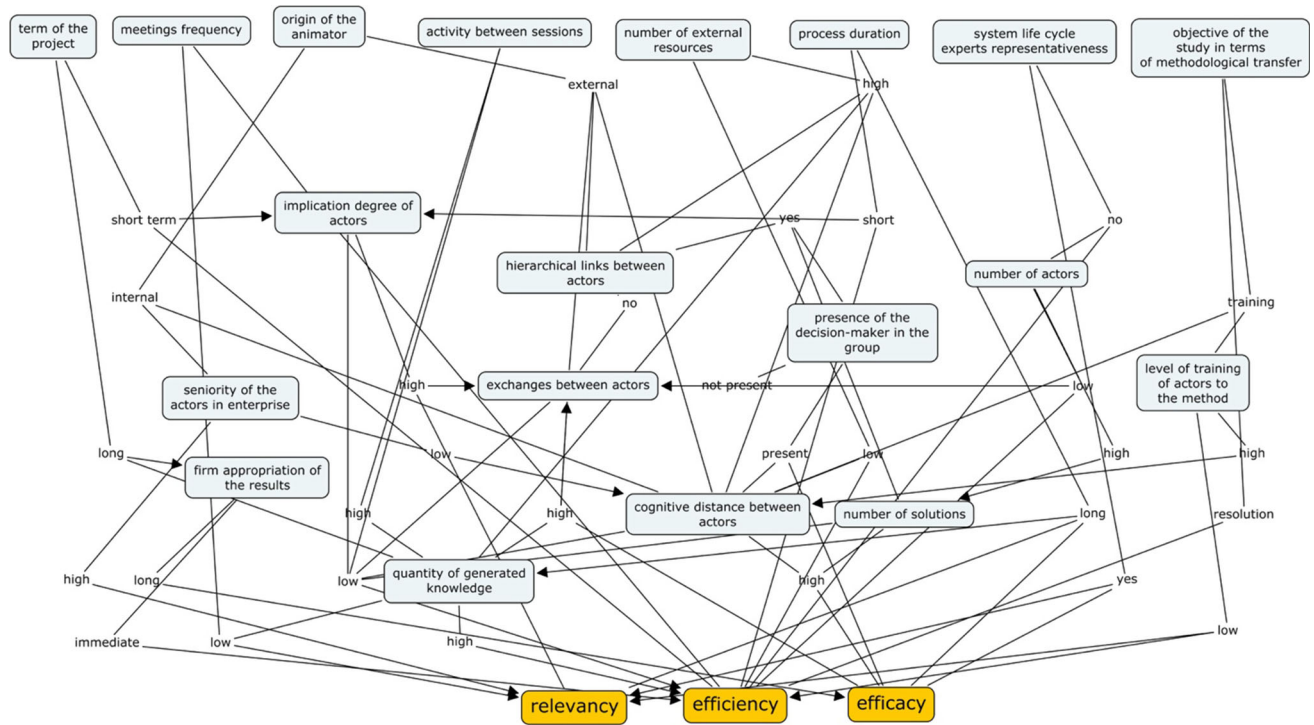 term of the
project
meetings frequency
origin of the
animator
activity between sessions
number of external
resources
process duration
system life cycle
experts representativeness
objective of the
study in terms
of methodological transfer
external
high
short term
implication degree of
actors
yes
short
no
hierarchical links between
actors
number of actors
internal
no
training
presence of the
decision-maker in the
group
seniority of the
actors in enterprise
high
exchanges between actors
not present
low
level of training
of actors to
the method
long
low
present
low
high
high
firm appropriation of
the results
high
high
cognitive distance between
actors
number of solutions
long
resolution
high
long
low
quantity of generated
knowledge
high
yes
immediate
low
high
low
relevancy
efficiency
efficacy